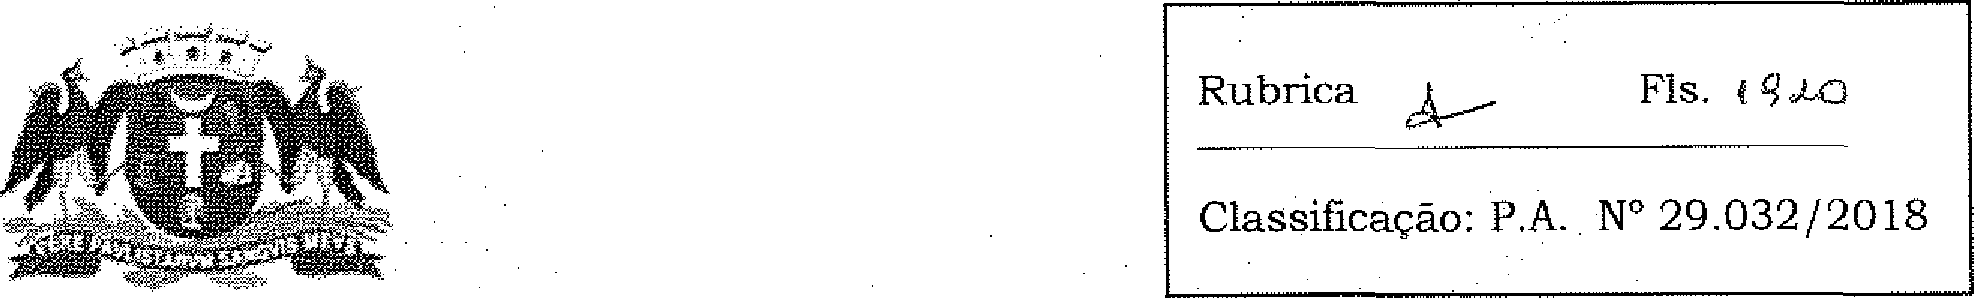 Rubrica Fls. 1920
Classificação: P.A. Nº 29.032/2018